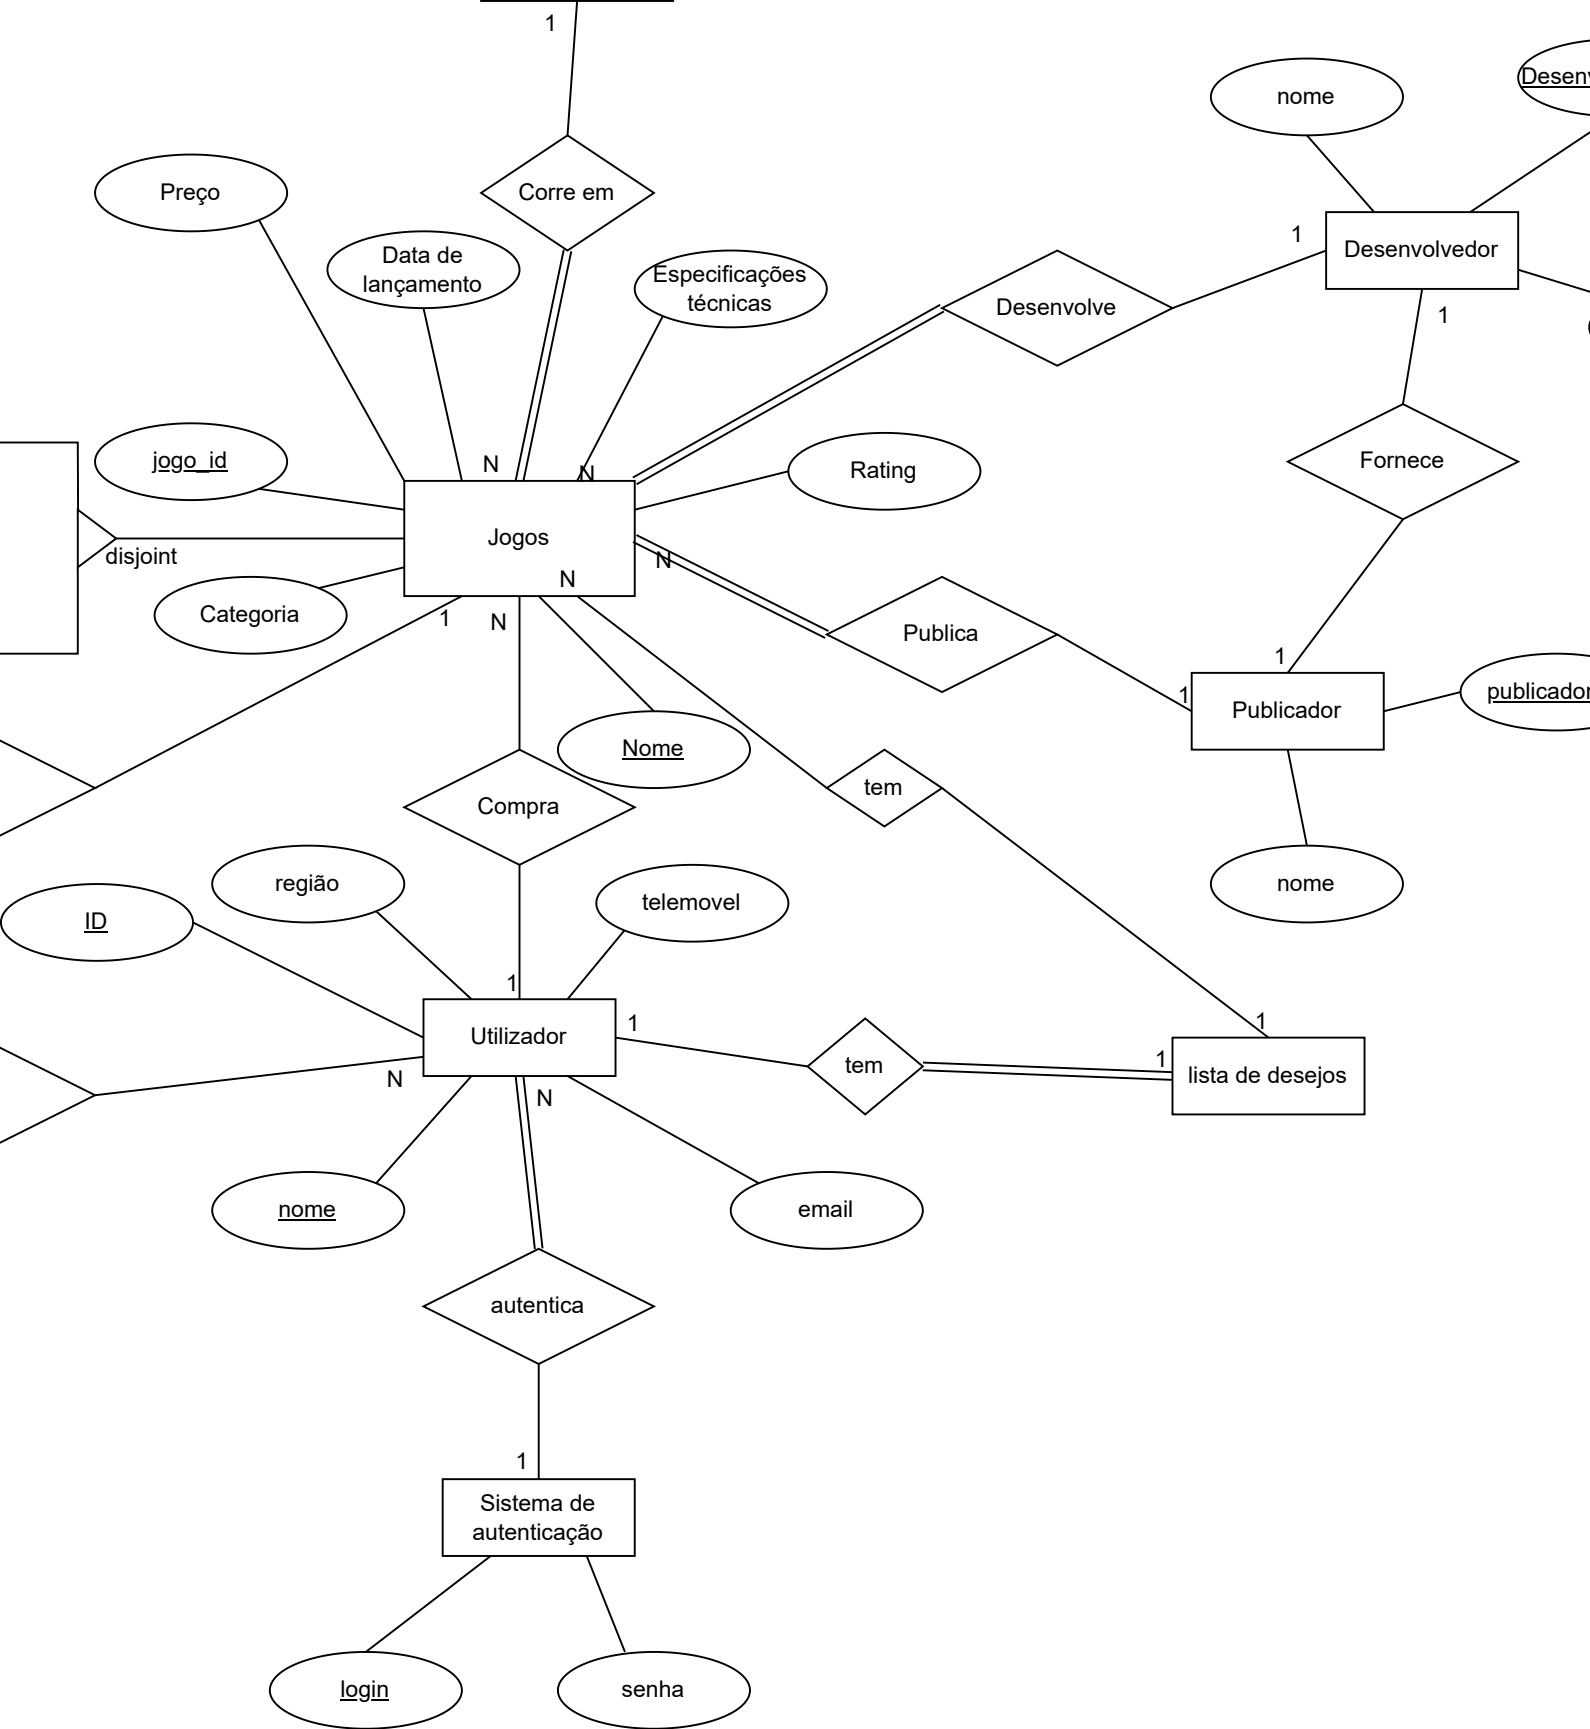 1
nome
Desenv
Preço
Corre em
Data de
lançamento
Especificações
técnicas
1
Desenvolvedor
Desenvolve
1
jogo_id
N
N
Rating
Fornece
Jogos
disjoint
N
N
Categoria
1
N
Publica
1
1
Publicador
publicador
Nome
Compra
tem
região
telemovel
nome
ID
1
Utilizador
1
1
tem
1
lista de desejos
N
N
nome
email
autentica
1
Sistema de
autenticação
login
senha